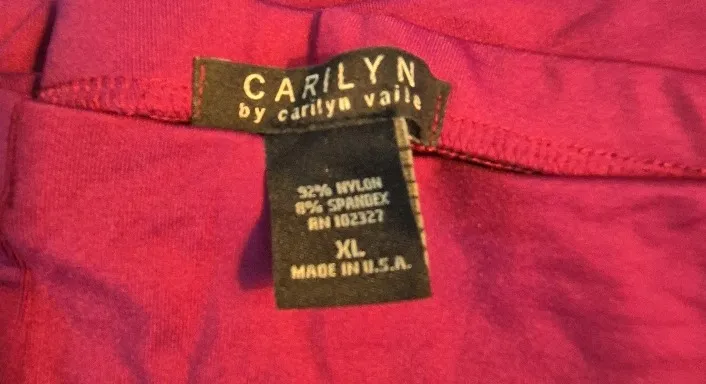 CARILYN
by carilyn vaile
92% NYLON
8% SPANDEX
RN 102327
XL
MADE IN U.S.A.